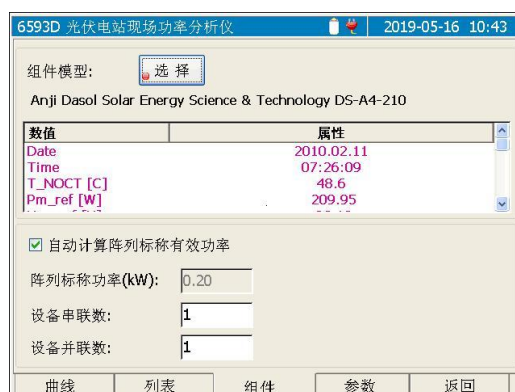 6593D 光伏电站现场功率分析仪 2019-05-16 10:43
组件模型: 选 择
Anji Dasol Solar Energy Science & Technology DS-A4-210
数值 属性
Date 2010.02.11
Time 07:26:09
T_NOCT [C] 48.6
Pm_ref [W] 209.95
自动计算阵列标称有效功率
阵列标称功率(kW): 0.20
设备串联数: 1
设备并联数: 1
曲线 列表 组件 参数 返回